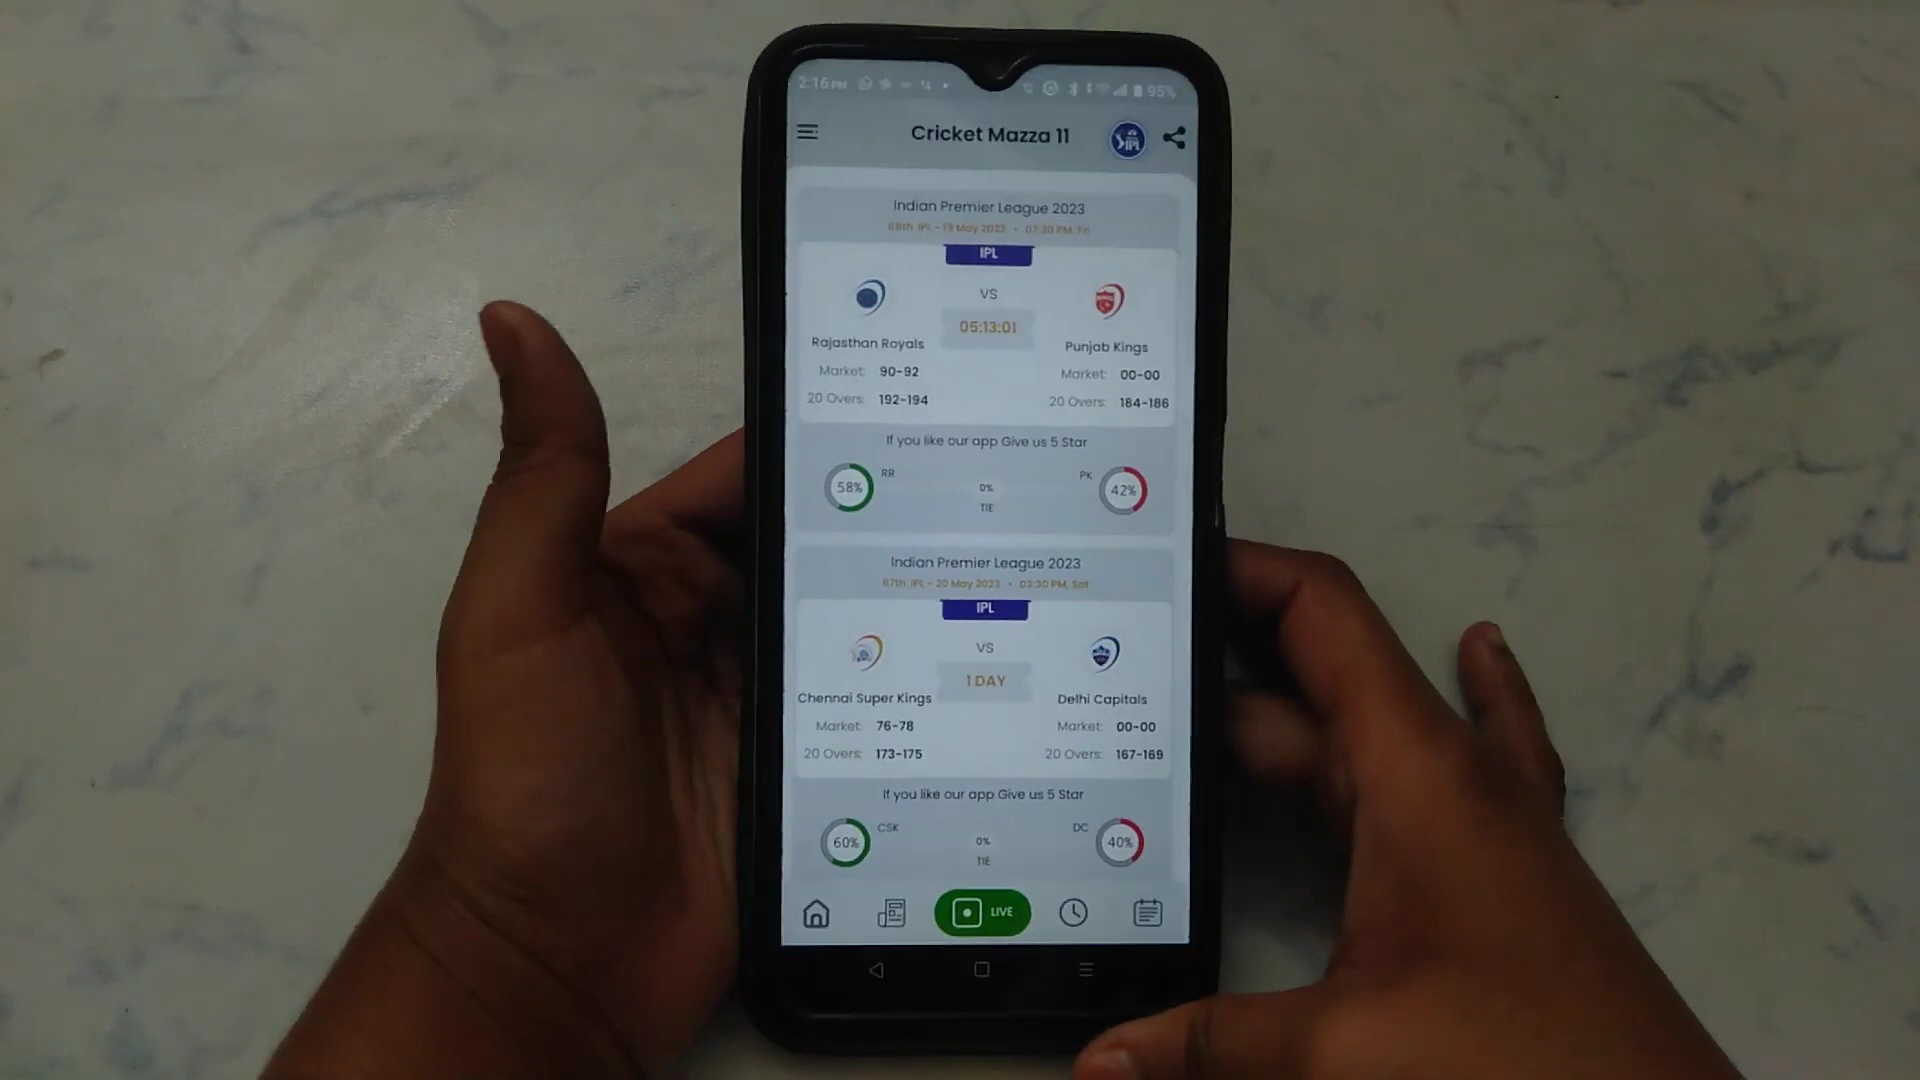 2:16 PM 95%
Cricket Mazza 11
IPL
Indian Premier League 2023
66th IPL - 19 May 2023 • 07:30 PM, Fri
IPL
VS
05:13:01
Rajasthan Royals Punjab Kings
Market: 90-92 Market: 00-00
20 Overs: 192-194 20 Overs: 184-186
If you like our app Give us 5 Star
58% RR 0% PK 42%
TIE
Indian Premier League 2023
67th IPL - 20 May 2023 • 03:30 PM, Sat
IPL
VS
1 DAY
Chennai Super Kings Delhi Capitals
Market: 76-78 Market: 00-00
20 Overs: 173-175 20 Overs: 167-169
If you like our app Give us 5 Star
60% CSK 0% DC 40%
TIE
LIVE